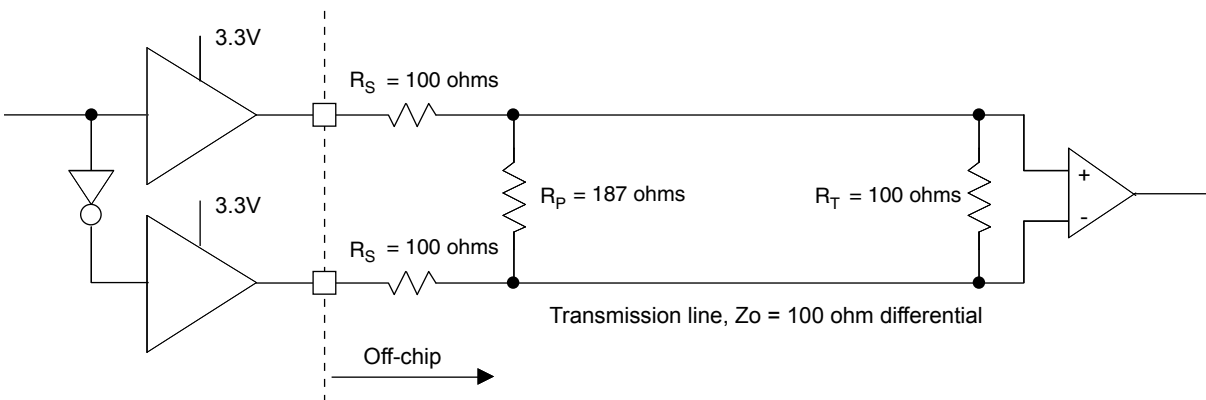 3.3V
R_S = 100 ohms
R_P = 187 ohms
R_T = 100 ohms
+
-
3.3V
R_S = 100 ohms
Transmission line, Zo = 100 ohm differential
Off-chip